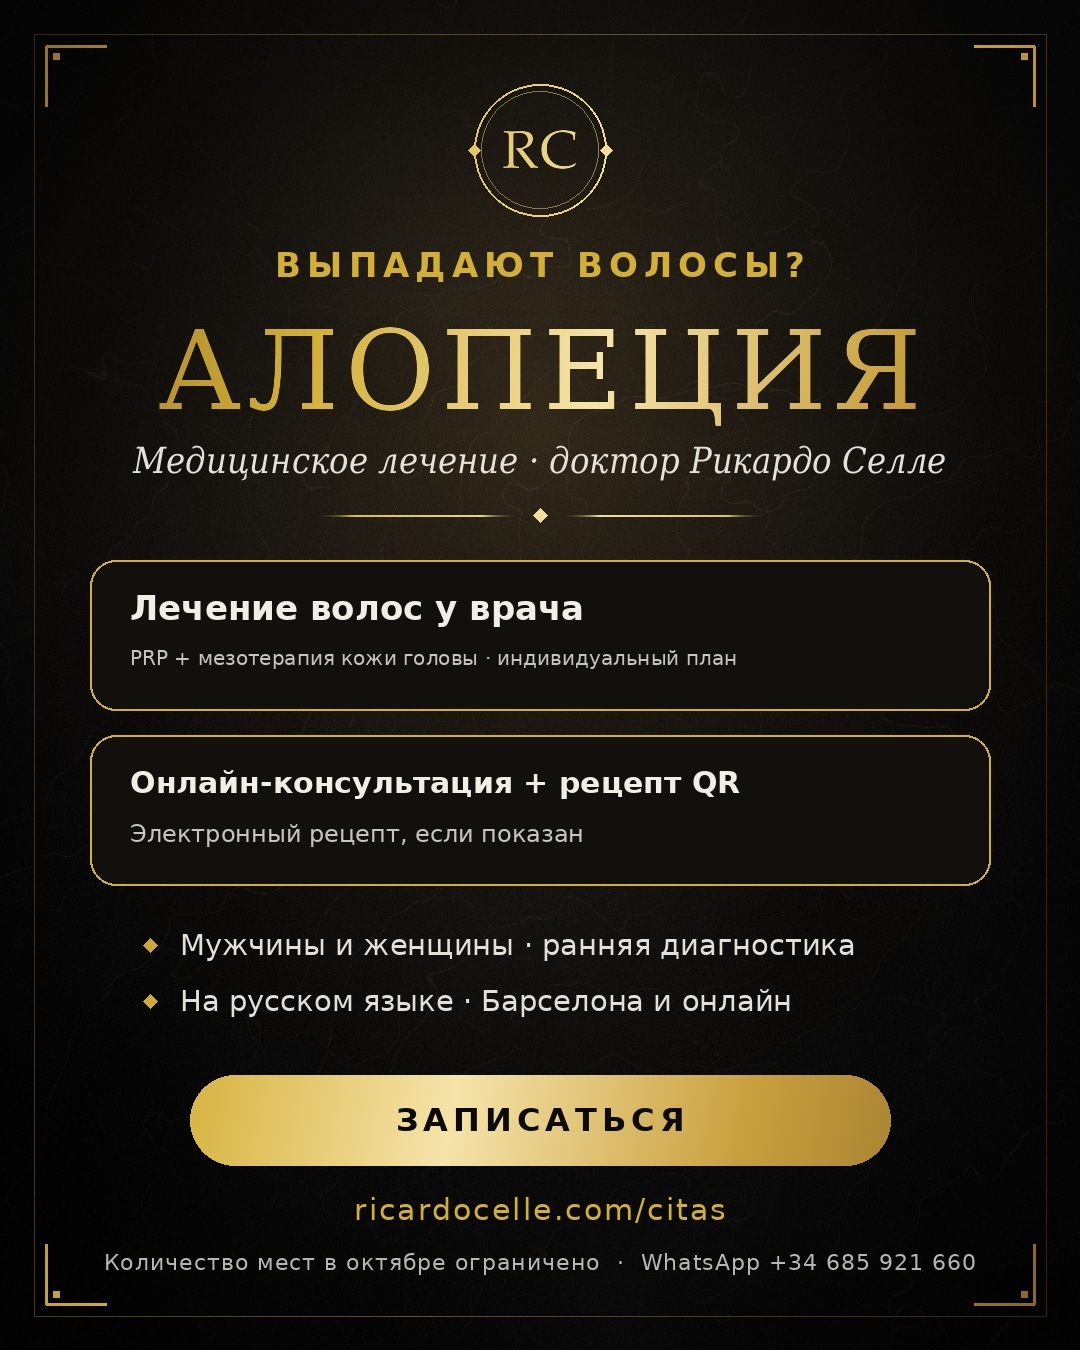 RC
ВЫПАДАЮТ ВОЛОСЫ?
АЛОПЕЦИЯ
Медицинское лечение · доктор Рикардо Селле
Лечение волос у врача
PRP + мезотерапия кожи головы · индивидуальный план
Онлайн-консультация + рецепт QR
Электронный рецепт, если показан
Мужчины и женщины · ранняя диагностика
На русском языке · Барселона и онлайн
ЗАПИСАТЬСЯ
ricardocelle.com/citas
Количество мест в октябре ограничено · WhatsApp +34 685 921 660